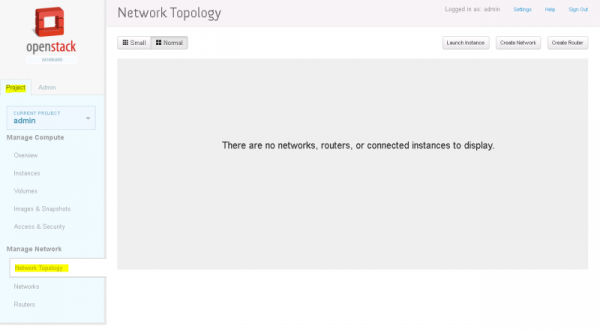 Network Topology
Logged in as: admin Settings Help Sign Out
openstack
DASHBOARD
Small Normal Launch Instance Create Network Create Router
Project Admin
CURRENT PROJECT
admin
Manage Compute
Overview
Instances
Volumes
Images & Snapshots
Access & Security
Manage Network
Network Topology
Networks
Routers
There are no networks, routers, or connected instances to display.